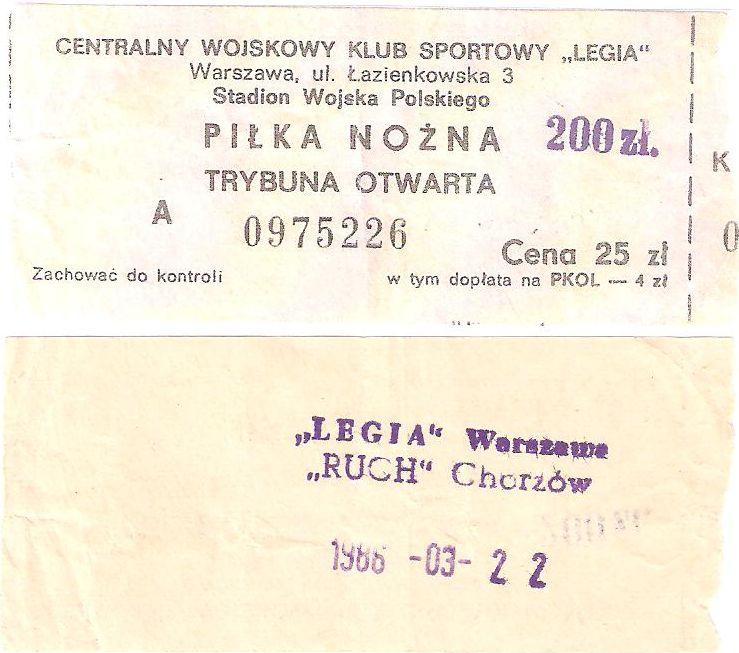 CENTRALNY WOJSKOWY KLUB SPORTOWY „LEGIA"
Warszawa, ul. Łazienkowska 3
Stadion Wojska Polskiego
PIŁKA NOŻNA 200 zł.
TRYBUNA OTWARTA
K
A 0975226 0
Cena 25 zł
Zachować do kontroli w tym dopłata na PKOL — 4 zł
„LEGIA" Warszawa
„RUCH" Chorzów
1986 -03- 22